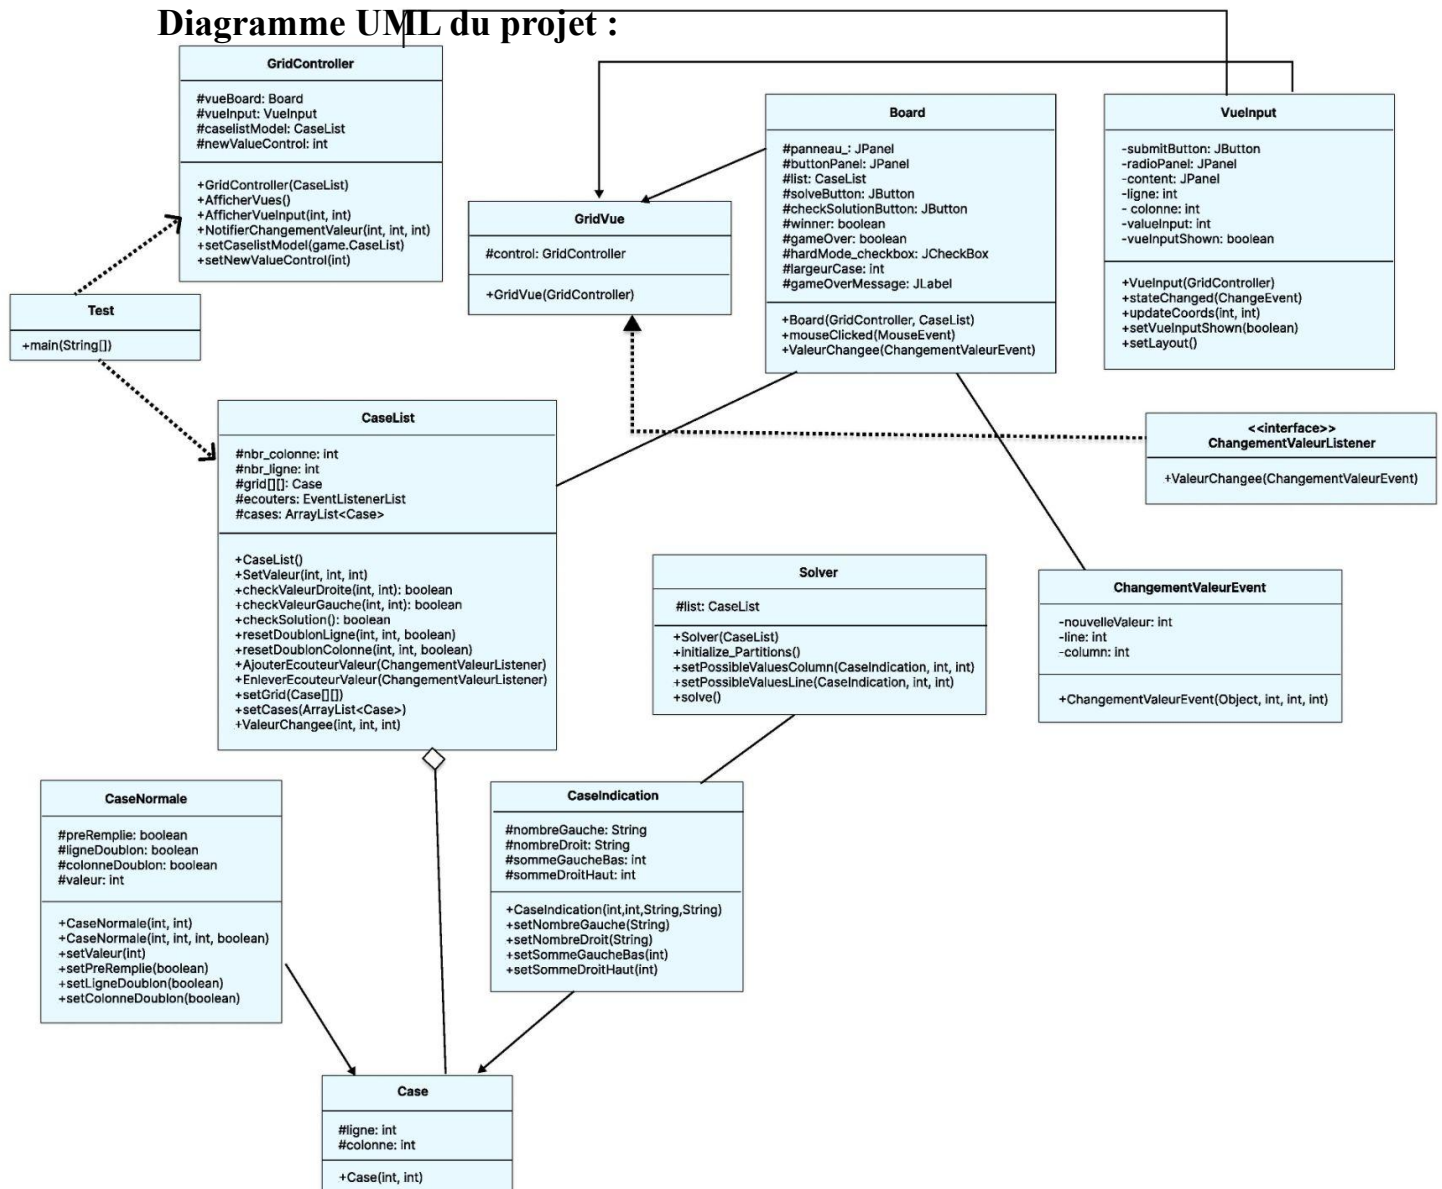 Diagramme UML du projet :
GridController
#vueBoard: Board
#vueInput: VueInput
#caselistModel: CaseList
#newValueControl: int
+GridController(CaseList)
+AfficherVues()
+AfficherVueInput(int, int)
+NotifierChangementValeur(int, int, int)
+setCaselistModel(game.CaseList)
+setNewValueControl(int)
GridVue
#control: GridController
+GridVue(GridController)
Board
#panneau_: JPanel
#buttonPanel: JPanel
#list: CaseList
#solveButton: JButton
#checkSolutionButton: JButton
#winner: boolean
#gameOver: boolean
#hardMode_checkbox: JCheckBox
#largeurCase: int
#gameOverMessage: JLabel
+Board(GridController, CaseList)
+mouseClicked(MouseEvent)
+ValeurChangee(ChangementValeurEvent)
VueInput
-submitButton: JButton
-radioPanel: JPanel
-content: JPanel
-ligne: int
- colonne: int
-valueInput: int
-vueInputShown: boolean
+VueInput(GridController)
+stateChanged(ChangeEvent)
+updateCoords(int, int)
+setVueInputShown(boolean)
+setLayout()
Test
+main(String[])
CaseList
#nbr_colonne: int
#nbr_ligne: int
#grid[][]: Case
#ecouters: EventListenerList
#cases: ArrayList<Case>
+CaseList()
+SetValeur(int, int, int)
+checkValeurDroite(int, int): boolean
+checkValeurGauche(int, int): boolean
+checkSolution(): boolean
+resetDoublonLigne(int, int, boolean)
+resetDoublonColonne(int, int, boolean)
+AjouterEcouteurValeur(ChangementValeurListener)
+EnleverEcouteurValeur(ChangementValeurListener)
+setGrid(Case[][])
+setCases(ArrayList<Case>)
+ValeurChangee(int, int, int)
<<interface>>
ChangementValeurListener
+ValeurChangee(ChangementValeurEvent)
Solver
#list: CaseList
+Solver(CaseList)
+initialize_Partitions()
+setPossibleValuesColumn(CaseIndication, int, int)
+setPossibleValuesLine(CaseIndication, int, int)
+solve()
ChangementValeurEvent
-nouvelleValeur: int
-line: int
-column: int
+ChangementValeurEvent(Object, int, int, int)
CaseNormale
#preRemplie: boolean
#ligneDoublon: boolean
#colonneDoublon: boolean
#valeur: int
+CaseNormale(int, int)
+CaseNormale(int, int, int, boolean)
+setValeur(int)
+setPreRemplie(boolean)
+setLigneDoublon(boolean)
+setColonneDoublon(boolean)
CaseIndication
#nombreGauche: String
#nombreDroit: String
#sommeGaucheBas: int
#sommeDroitHaut: int
+CaseIndication(int,int,String,String)
+setNombreGauche(String)
+setNombreDroit(String)
+setSommeGaucheBas(int)
+setSommeDroitHaut(int)
Case
#ligne: int
#colonne: int
+Case(int, int)